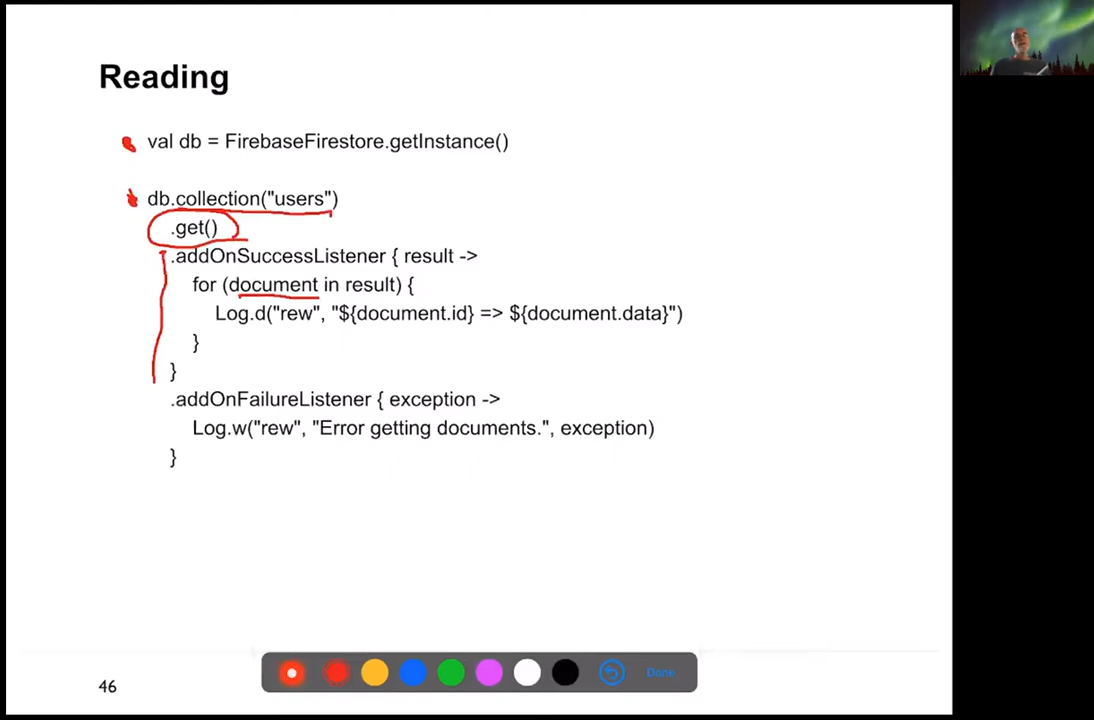 Reading
val db = FirebaseFirestore.getInstance()
db.collection("users")
.get()
.addOnSuccessListener { result ->
for (document in result) {
Log.d("rew", "${document.id} => ${document.data}")
}
}
.addOnFailureListener { exception ->
Log.w("rew", "Error getting documents.", exception)
}
46
Done